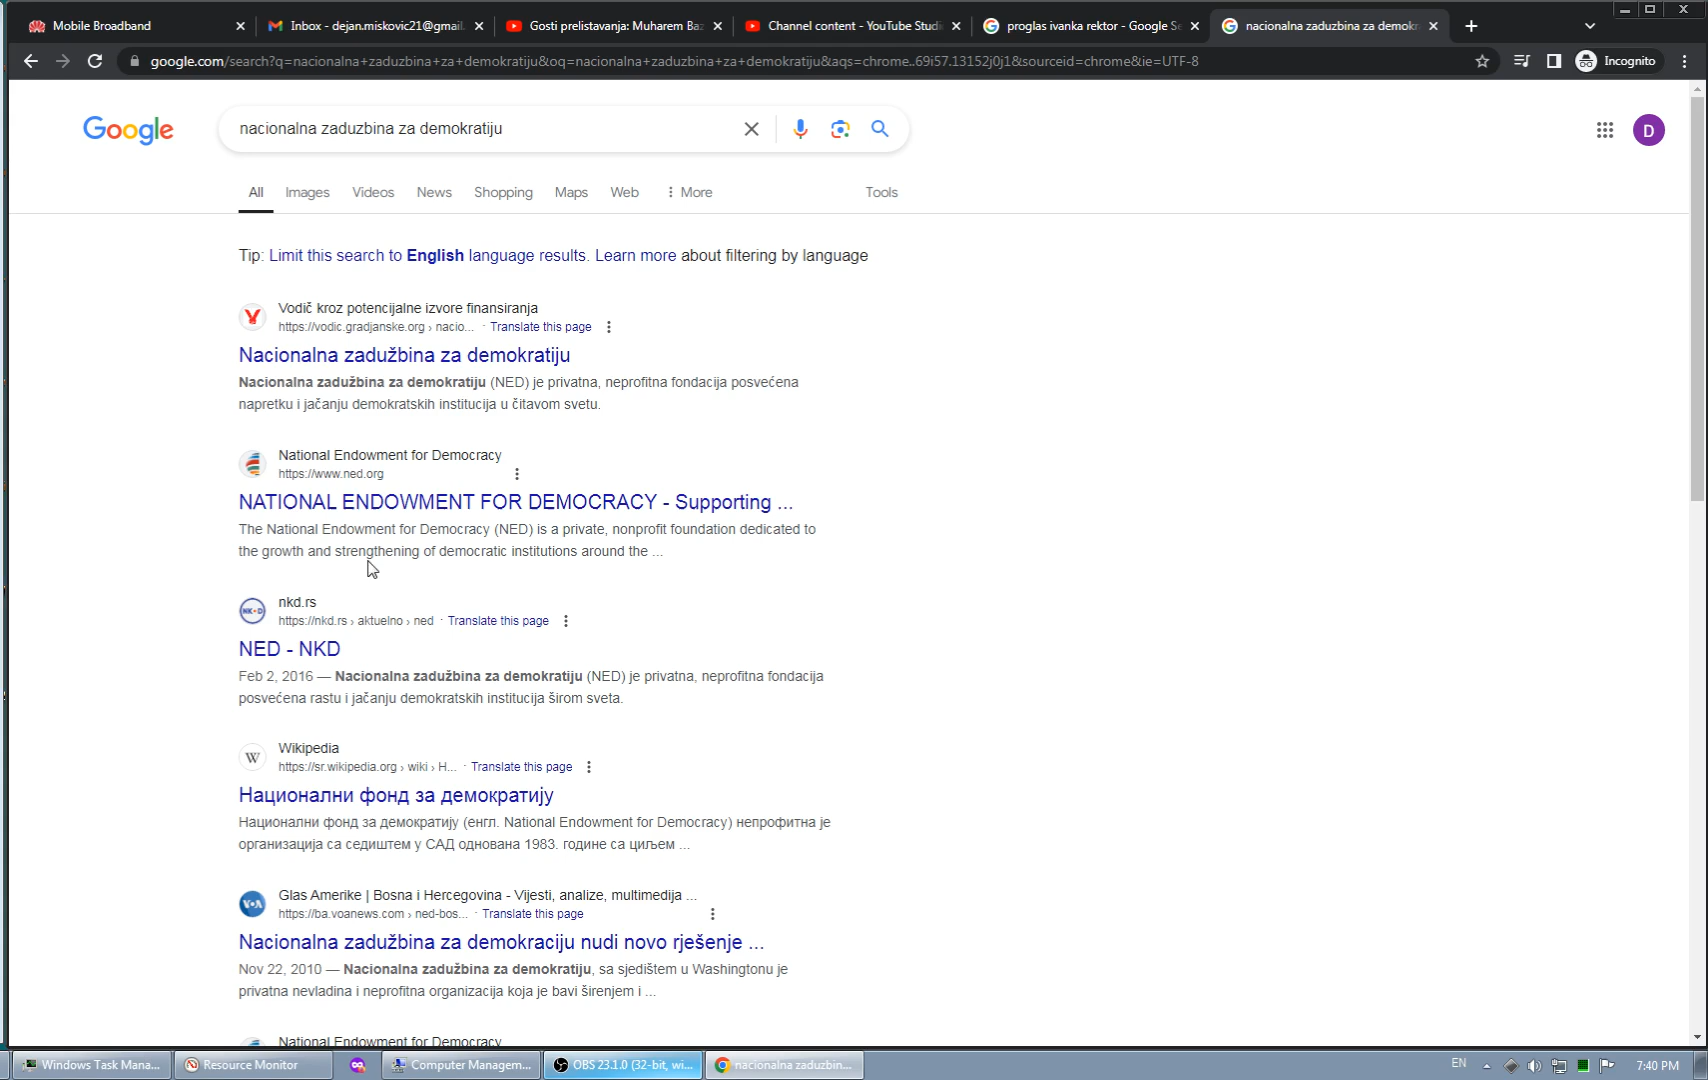 Mobile Broadband
Inbox - dejan.miskovic21@gmail.
Gosti prelistavanja: Muharem Baz
Channel content - YouTube Studi
proglas ivanka rektor - Google Se
nacionalna zaduzbina za demokr
google.com/search?q=nacionalna+zaduzbina+za+demokratiju&oq=nacionalna+zaduzbina+za+demokratiju&aqs=chrome..69i57.13152j0j1&sourceid=chrome&ie=UTF-8
Incognito
Google
nacionalna zaduzbina za demokratiju
D
All Images Videos News Shopping Maps Web More Tools
Tip: Limit this search to English language results. Learn more about filtering by language
Vodič kroz potencijalne izvore finansiranja
https://vodic.gradjanske.org › nacio... · Translate this page
Nacionalna zadužbina za demokratiju
Nacionalna zadužbina za demokratiju (NED) je privatna, neprofitna fondacija posvećena
napretku i jačanju demokratskih institucija u čitavom svetu.
National Endowment for Democracy
https://www.ned.org
NATIONAL ENDOWMENT FOR DEMOCRACY - Supporting ...
The National Endowment for Democracy (NED) is a private, nonprofit foundation dedicated to
the growth and strengthening of democratic institutions around the ...
nkd.rs
https://nkd.rs › aktuelno › ned · Translate this page
NED - NKD
Feb 2, 2016 — Nacionalna zadužbina za demokratiju (NED) je privatna, neprofitna fondacija
posvećena rastu i jačanju demokratskih institucija širom sveta.
W
Wikipedia
https://sr.wikipedia.org › wiki › H... · Translate this page
Национални фонд за демократију
Национални фонд за демократију (енгл. National Endowment for Democracy) непрофитна је
организација са седиштем у САД однована 1983. године са циљем ...
VOA
Glas Amerike | Bosna i Hercegovina - Vijesti, analize, multimedija ...
https://ba.voanews.com › ned-bos... · Translate this page
Nacionalna zadužbina za demokraciju nudi novo rješenje ...
Nov 22, 2010 — Nacionalna zadužbina za demokratiju, sa sjedištem u Washingtonu je
privatna nevladina i neprofitna organizacija koja je bavi širenjem i ...
National Endowment for Democracy
Windows Task Mana...
Resource Monitor
Computer Managem...
OBS 23.1.0 (32-bit, wi...
nacionalna zaduzbin...
EN
7:40 PM